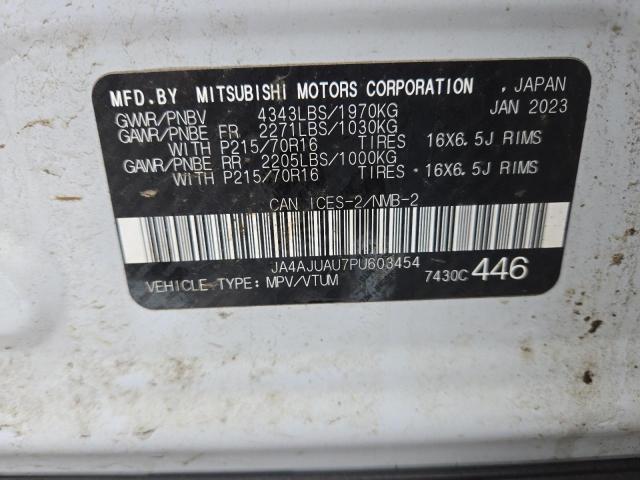 MFD.BY MITSUBISHI MOTORS CORPORATION , JAPAN
GVWR/PNBV 4343LBS/1970KG JAN 2023
GAWR/PNBE FR 2271LBS/1030KG
WITH P215/70R16 TIRES 16X6.5J RIMS
GAWR/PNBE RR 2205LBS/1000KG
WITH P215/70R16 TIRES 16X6.5J RIMS
CAN ICES-2/NMB-2
JA4AJUAU7PU603454
VEHICLE TYPE: MPV/VTUM 7430C 446